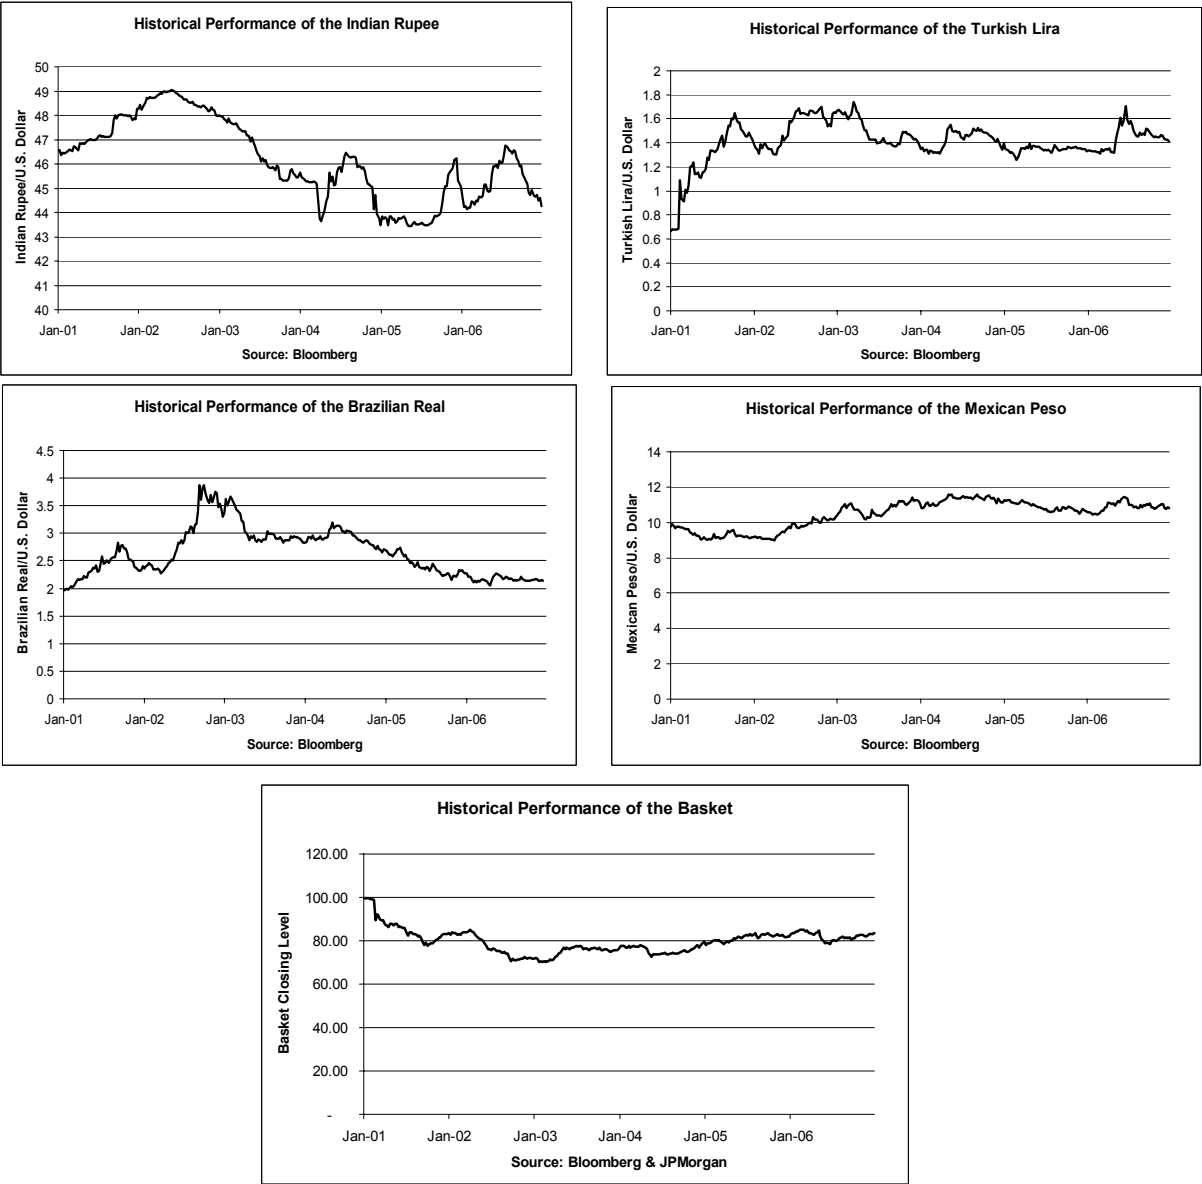 Historical Performance of the Indian Rupee
Indian Rupee/U.S. Dollar
50
49
48
47
46
45
44
43
42
41
40
Jan-01 Jan-02 Jan-03 Jan-04 Jan-05 Jan-06
Source: Bloomberg
Historical Performance of the Turkish Lira
Turkish Lira/U.S. Dollar
2
1.8
1.6
1.4
1.2
1
0.8
0.6
0.4
0.2
0
Jan-01 Jan-02 Jan-03 Jan-04 Jan-05 Jan-06
Source: Bloomberg
Historical Performance of the Brazilian Real
Brazilian Real/U.S. Dollar
4.5
4
3.5
3
2.5
2
1.5
1
0.5
0
Jan-01 Jan-02 Jan-03 Jan-04 Jan-05 Jan-06
Source: Bloomberg
Historical Performance of the Mexican Peso
Mexican Peso/U.S. Dollar
14
12
10
8
6
4
2
0
Jan-01 Jan-02 Jan-03 Jan-04 Jan-05 Jan-06
Source: Bloomberg
Historical Performance of the Basket
Basket Closing Level
120.00
100.00
80.00
60.00
40.00
20.00
-
Jan-01 Jan-02 Jan-03 Jan-04 Jan-05 Jan-06
Source: Bloomberg & JPMorgan